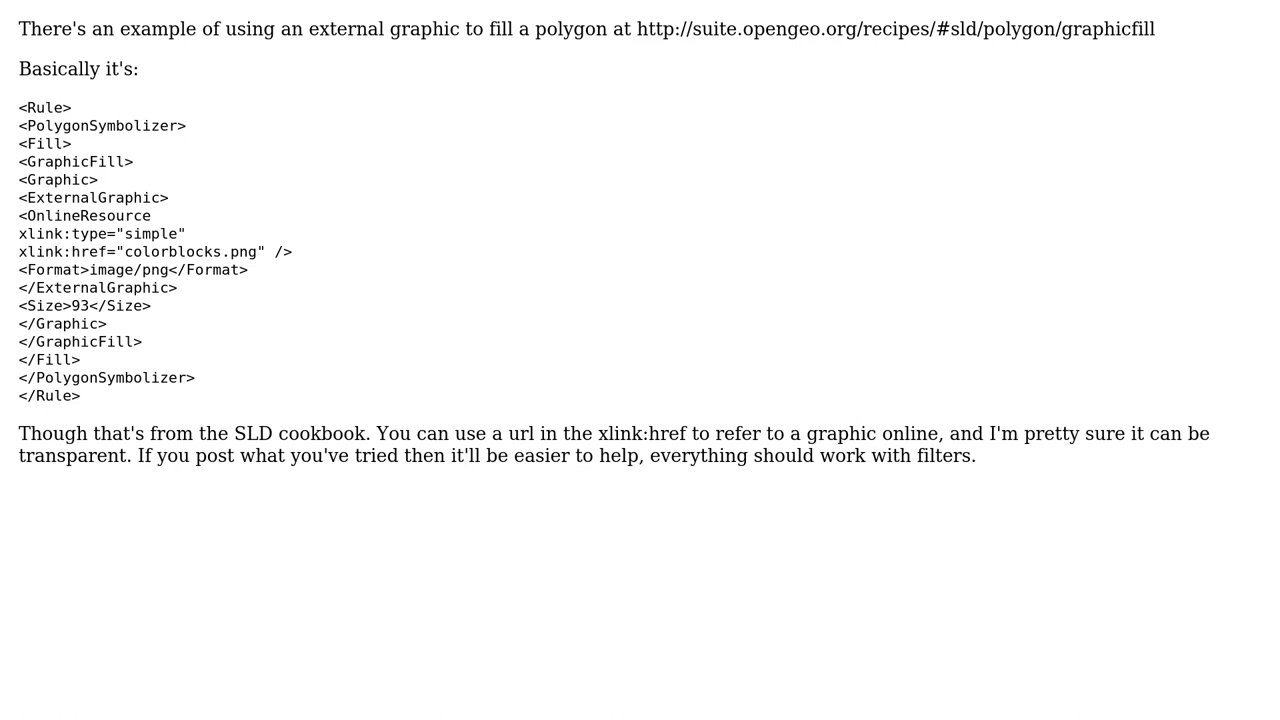 There's an example of using an external graphic to fill a polygon at http://suite.opengeo.org/recipes/#sld/polygon/graphicfill
Basically it's:
<Rule>
<PolygonSymbolizer>
<Fill>
<GraphicFill>
<Graphic>
<ExternalGraphic>
<OnlineResource
xlink:type="simple"
xlink:href="colorblocks.png" />
<Format>image/png</Format>
</ExternalGraphic>
<Size>93</Size>
</Graphic>
</GraphicFill>
</Fill>
</PolygonSymbolizer>
</Rule>
Though that's from the SLD cookbook. You can use a url in the xlink:href to refer to a graphic online, and I'm pretty sure it can be
transparent. If you post what you've tried then it'll be easier to help, everything should work with filters.